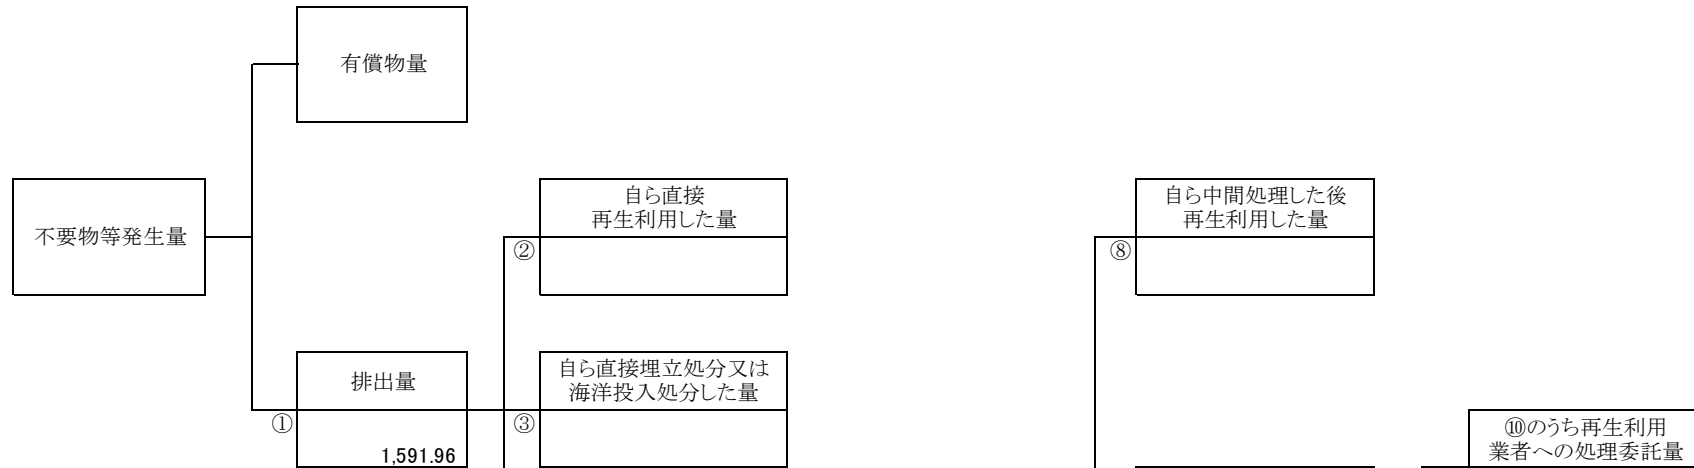 有償物量
不要物等発生量
自ら直接
再生利用した量
②
自ら中間処理した後
再生利用した量
⑧
排出量
①
1,591.96
自ら直接埋立処分又は
海洋投入処分した量
③
⑩のうち再生利用
業者への処理委託量